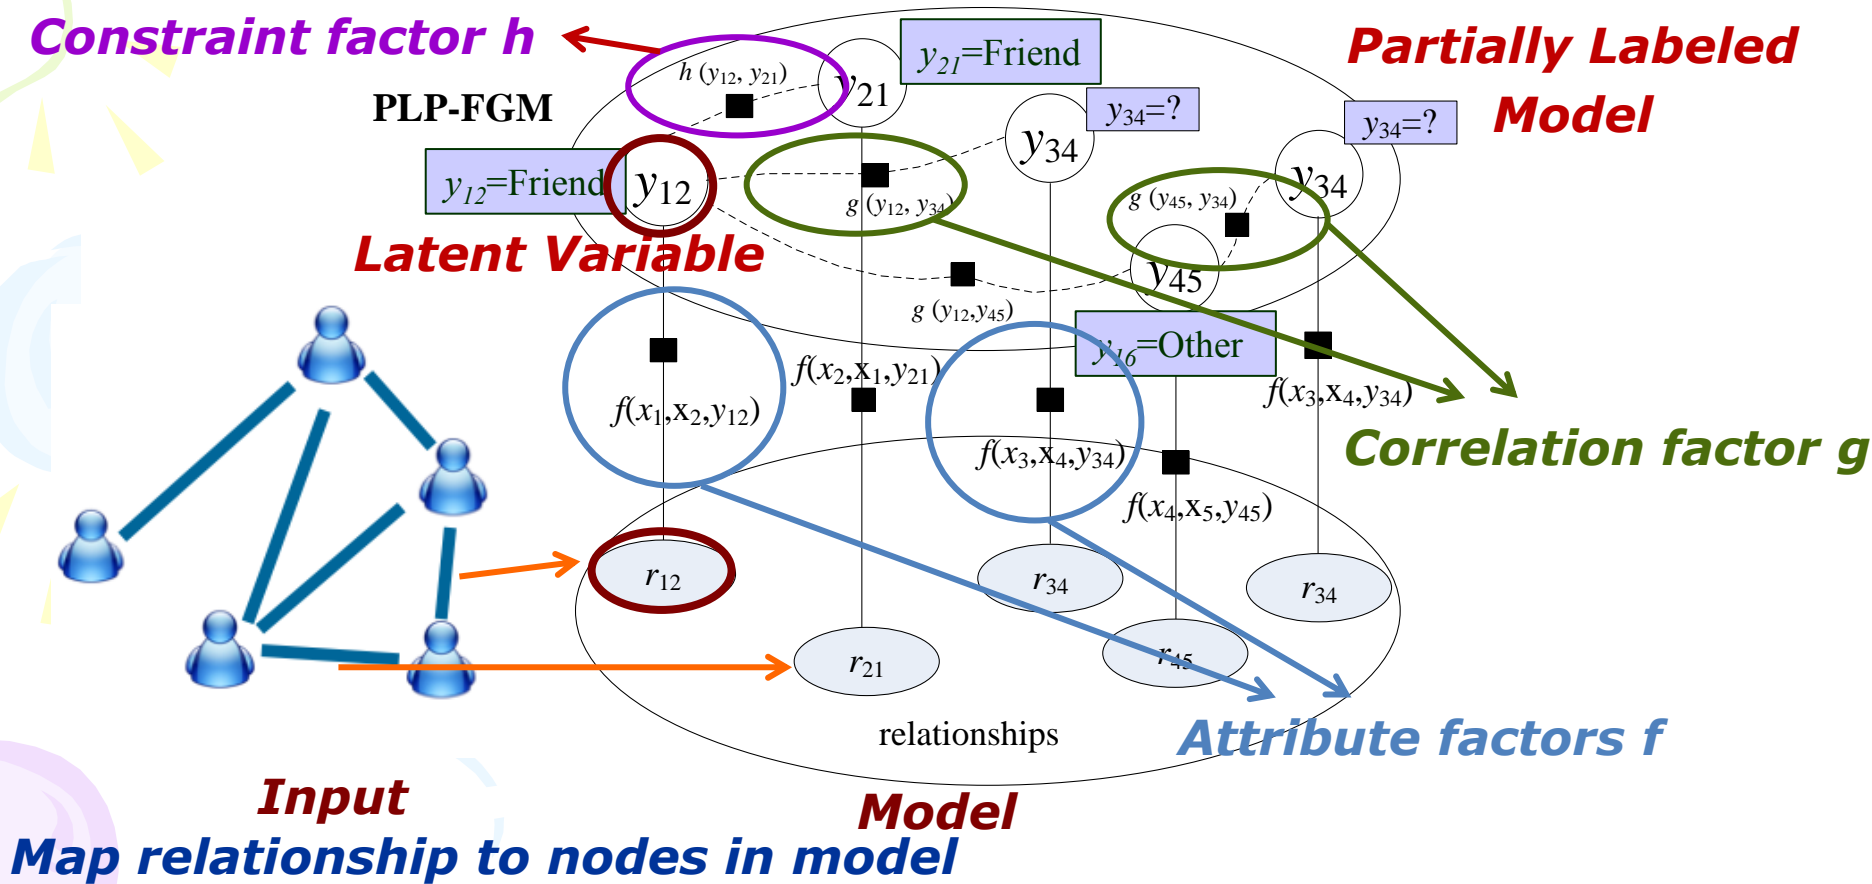 Constraint factor h
h (y12, y21)
y21
y21=Friend
Partially Labeled
Model
PLP-FGM
y34
y34=?
y34=?
y12=Friend
y12
g (y12, y34)
g (y45, y34)
y34
Latent Variable
y45
g (y12,y45)
y16=Other
f(x2,x1,y21)
f(x1,x2,y12)
f(x3,x4,y34)
f(x3,x4,y34)
Correlation factor g
f(x4,x5,y45)
r12
r34
r34
r21
r45
relationships
Attribute factors f
Input
Model
Map relationship to nodes in model